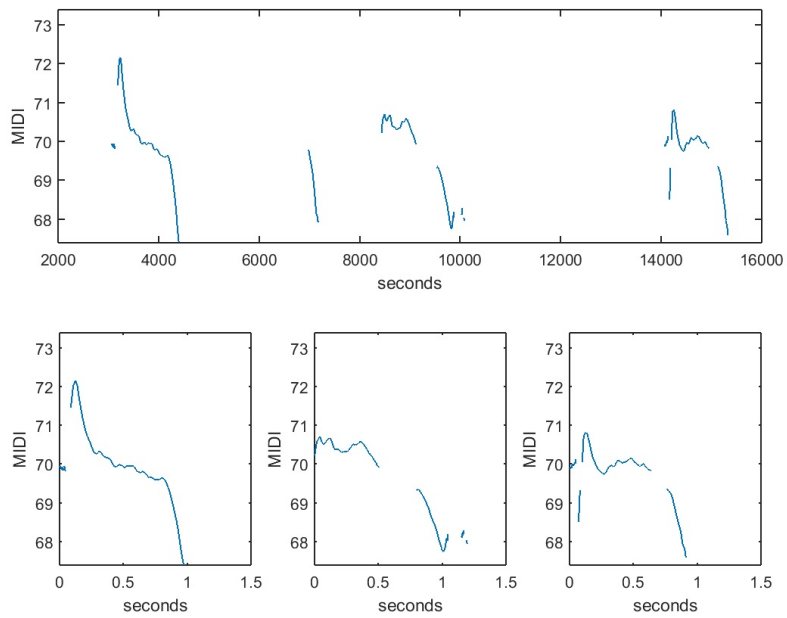 73
72
71
70
69
68
MIDI
2000 4000 6000 8000 10000 12000 14000 16000
seconds
73 73 73
72 72 72
71 71 71
MIDI 70 MIDI 70 MIDI 70
69 69 69
68 68 68
0 0.5 1 1.5 0 0.5 1 1.5 0 0.5 1 1.5
seconds seconds seconds